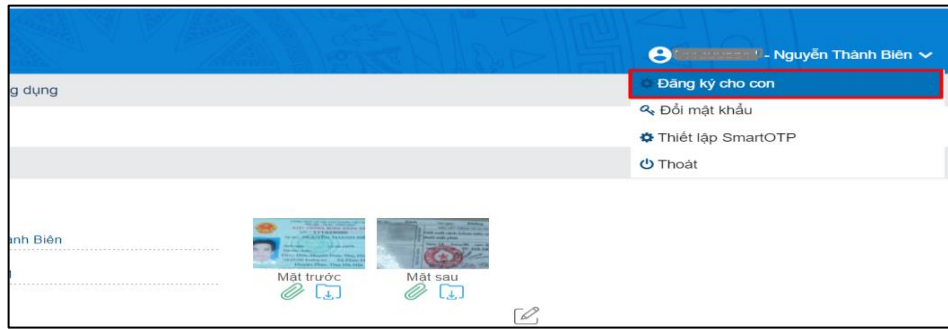 - Nguyễn Thành Biên
g dụng
Đăng ký cho con
Đổi mật khẩu
Thiết lập SmartOTP
Thoát
ành Biên
Mặt trước
Mặt sau